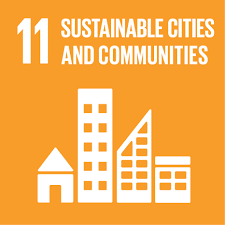 11 SUSTAINABLE CITIES
AND COMMUNITIES